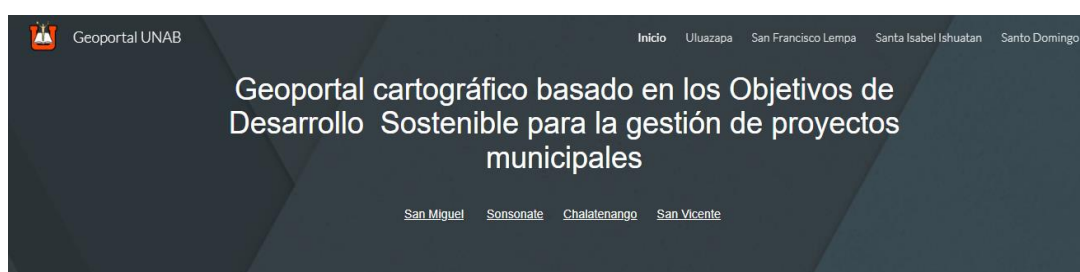 Geoportal UNAB
Inicio Uluazapa San Francisco Lempa Santa Isabel Ishuatan Santo Domingo
Geoportal cartográfico basado en los Objetivos de
Desarrollo Sostenible para la gestión de proyectos
municipales
San Miguel Sonsonate Chalatenango San Vicente